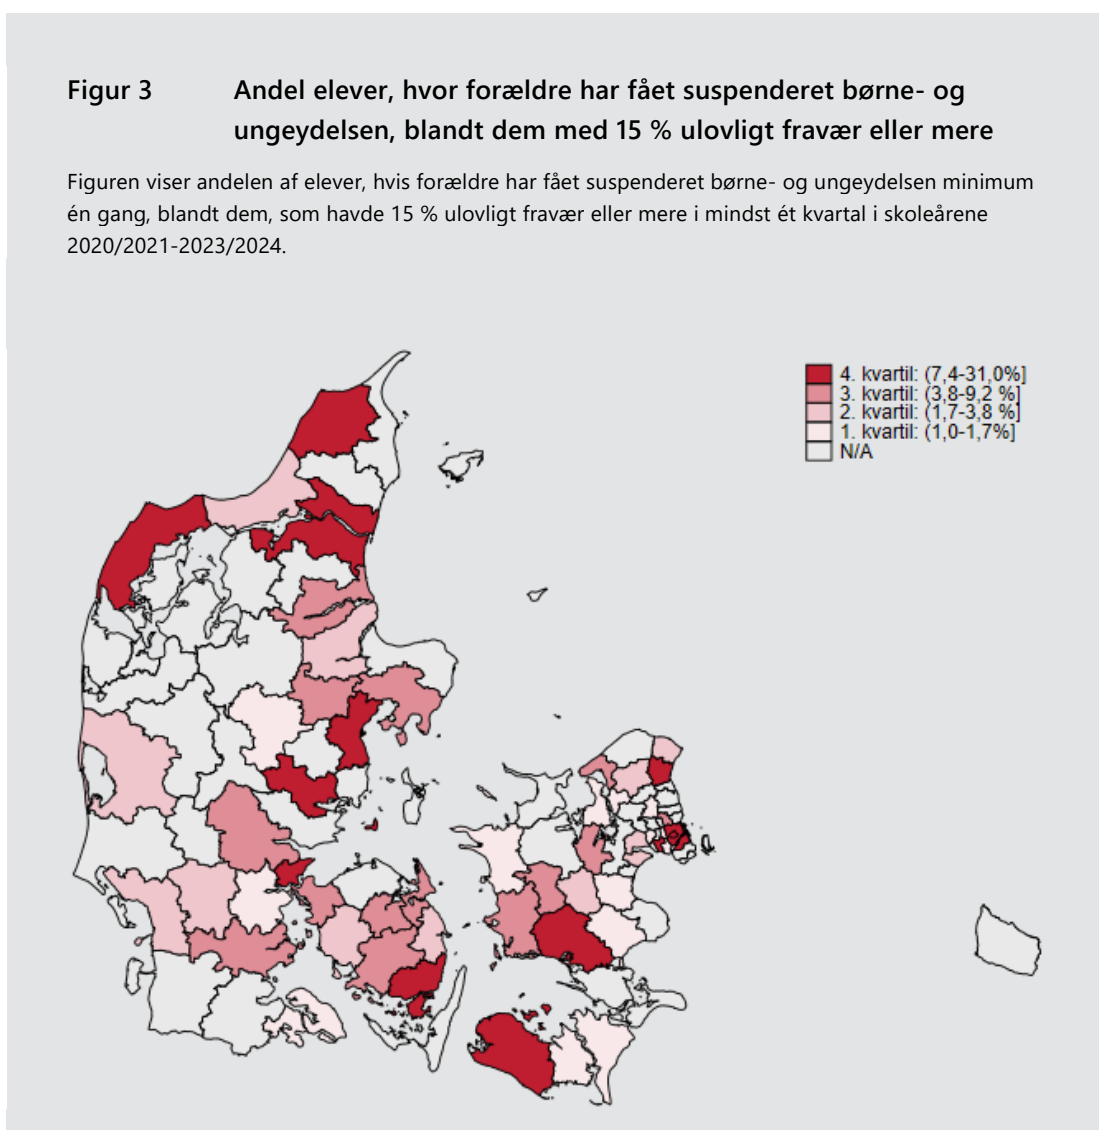 Figur 3 Andel elever, hvor forældre har fået suspenderet børne- og
ungeydelsen, blandt dem med 15 % ulovligt fravær eller mere
Figuren viser andelen af elever, hvis forældre har fået suspenderet børne- og ungeydelsen minimum
én gang, blandt dem, som havde 15 % ulovligt fravær eller mere i mindst ét kvartal i skoleårene
2020/2021-2023/2024.
4. kvartil: (7,4-31,0%]
3. kvartil: (3,8-9,2 %]
2. kvartil: (1,7-3,8 %]
1. kvartil: (1,0-1,7%]
N/A